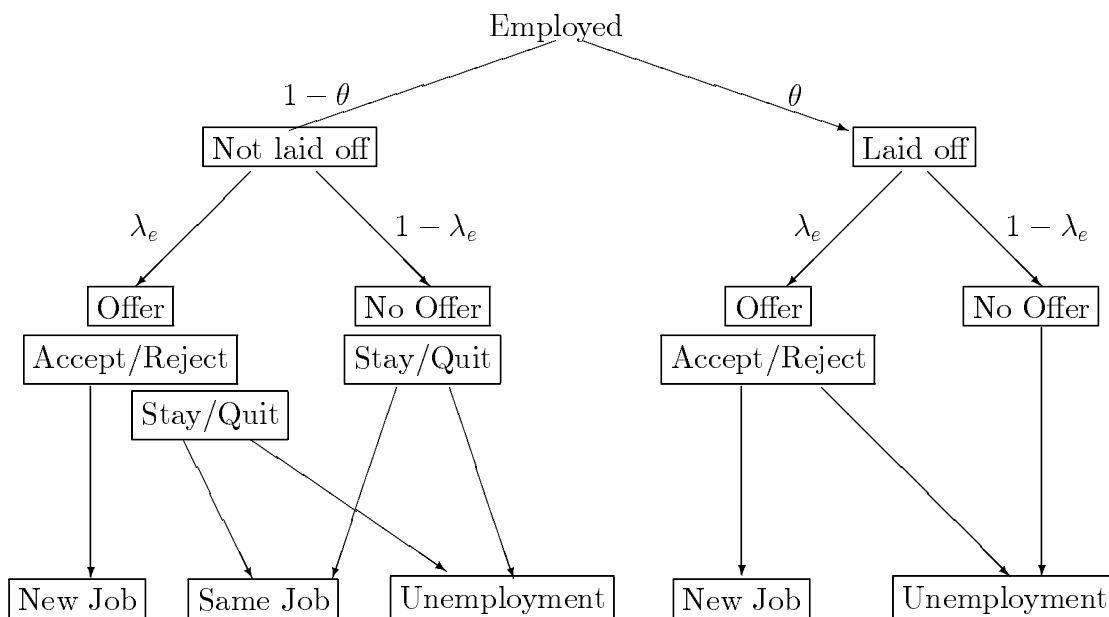 Employed
1 − θ
θ
Not laid off
Laid off
λ_e
1 − λ_e
λ_e
1 − λ_e
Offer
No Offer
Offer
No Offer
Accept/Reject
Stay/Quit
Accept/Reject
Stay/Quit
New Job
Same Job
Unemployment
New Job
Unemployment